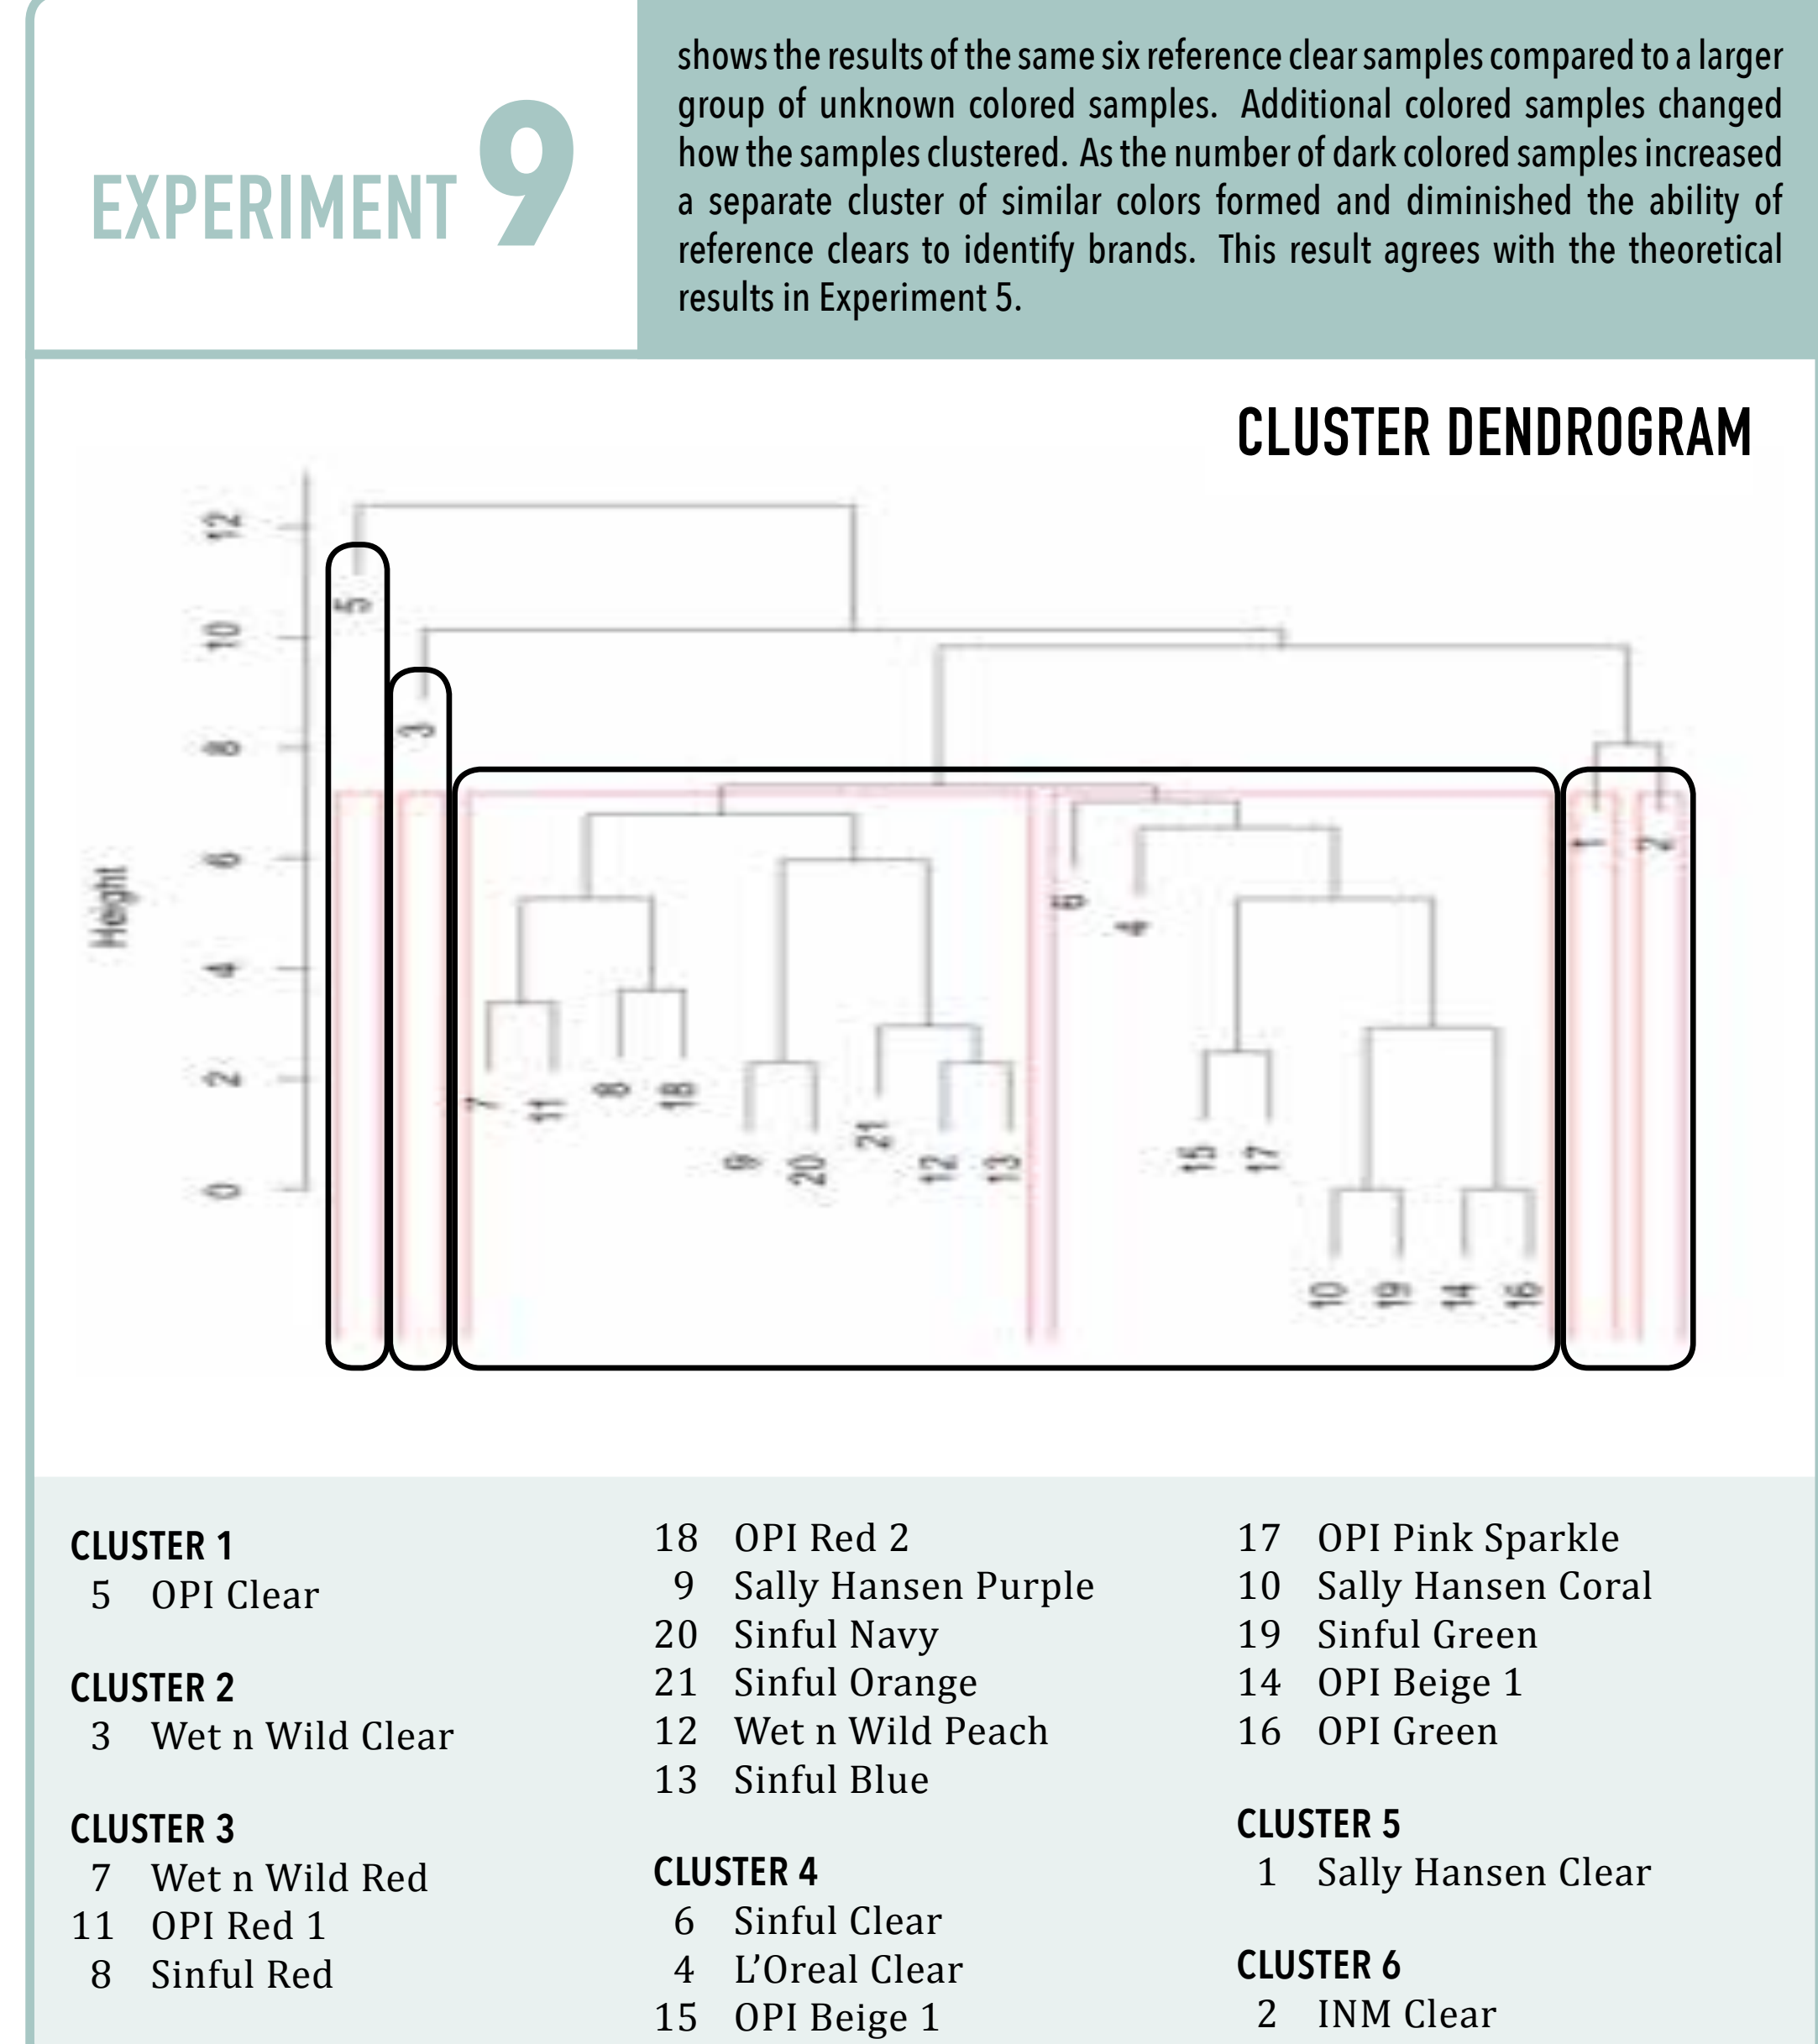 EXPERIMENT 9
shows the results of the same six reference clear samples compared to a larger
group of unknown colored samples. Additional colored samples changed
how the samples clustered. As the number of dark colored samples increased
a separate cluster of similar colors formed and diminished the ability of
reference clears to identify brands. This result agrees with the theoretical
results in Experiment 5.
CLUSTER DENDROGRAM
Height
12
10
8
6
4
2
0
5
3
7
11
8
18
9
20
21
12
13
6
4
15
17
10
19
14
16
1
2
CLUSTER 1
5 OPI Clear
CLUSTER 2
3 Wet n Wild Clear
CLUSTER 3
7 Wet n Wild Red
11 OPI Red 1
8 Sinful Red
18 OPI Red 2
9 Sally Hansen Purple
20 Sinful Navy
21 Sinful Orange
12 Wet n Wild Peach
13 Sinful Blue
CLUSTER 4
6 Sinful Clear
4 L’Oreal Clear
15 OPI Beige 1
17 OPI Pink Sparkle
10 Sally Hansen Coral
19 Sinful Green
14 OPI Beige 1
16 OPI Green
CLUSTER 5
1 Sally Hansen Clear
CLUSTER 6
2 INM Clear